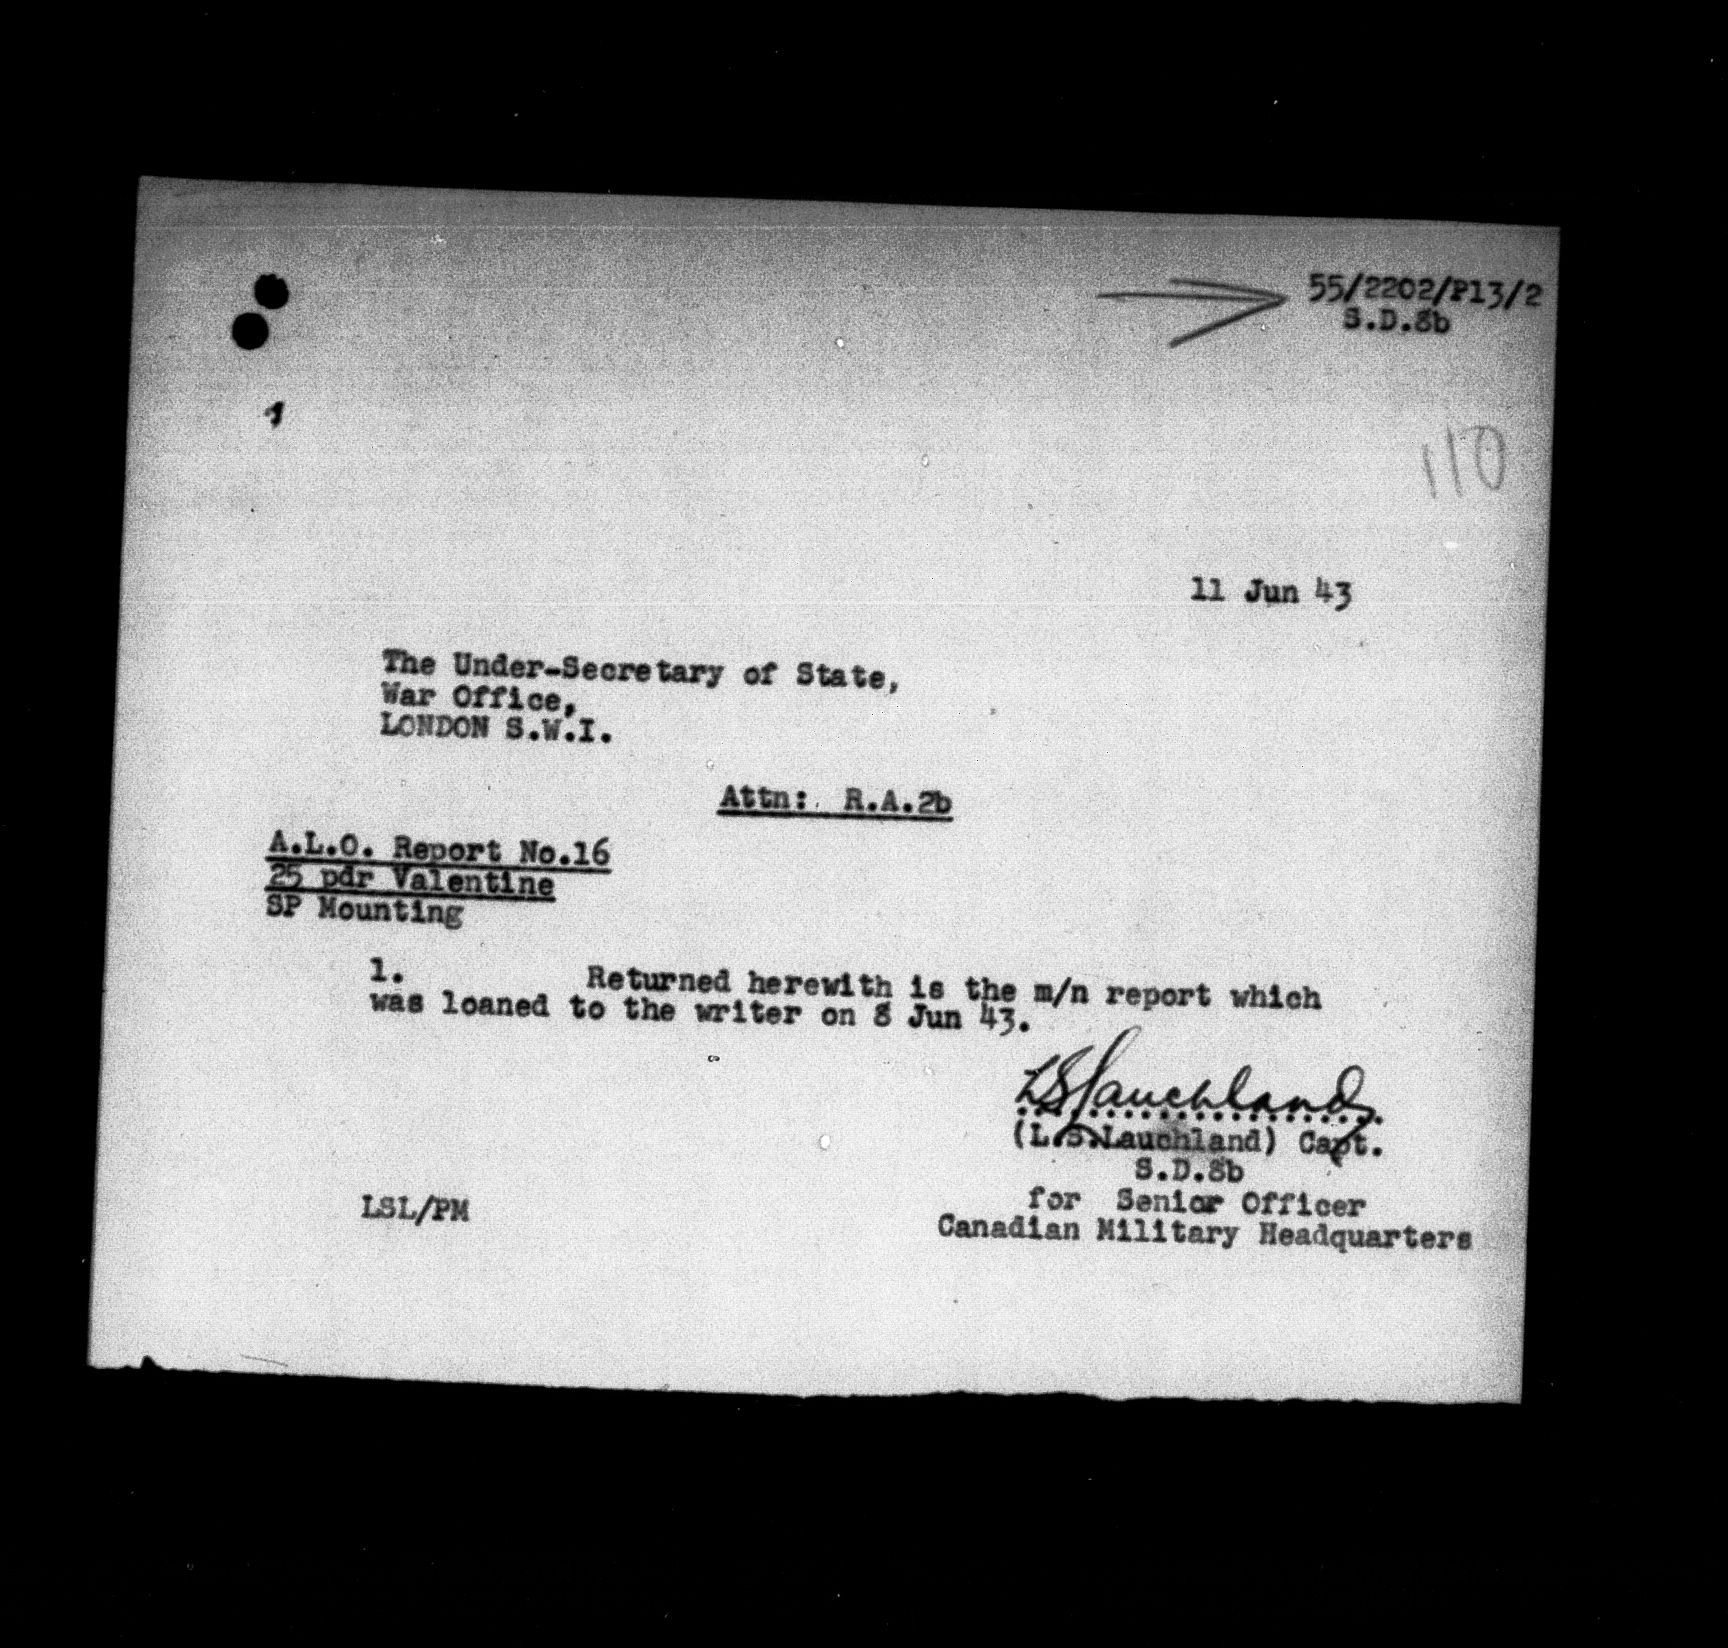 55/2202/P13/2
S.D.8b
110
11 Jun 43
The Under-Secretary of State,
War Office,
LONDON S.W.I.
Attn: R.A.2b
A.L.O. Report No.16
25 pdr Valentine
SP Mounting
1. Returned herewith is the m/n report which
was loaned to the writer on 8 Jun 43.
LSLauchland
(L.S.Lauchland) Capt.
S.D.8b
for Senior Officer
Canadian Military Headquarters
LSL/PM